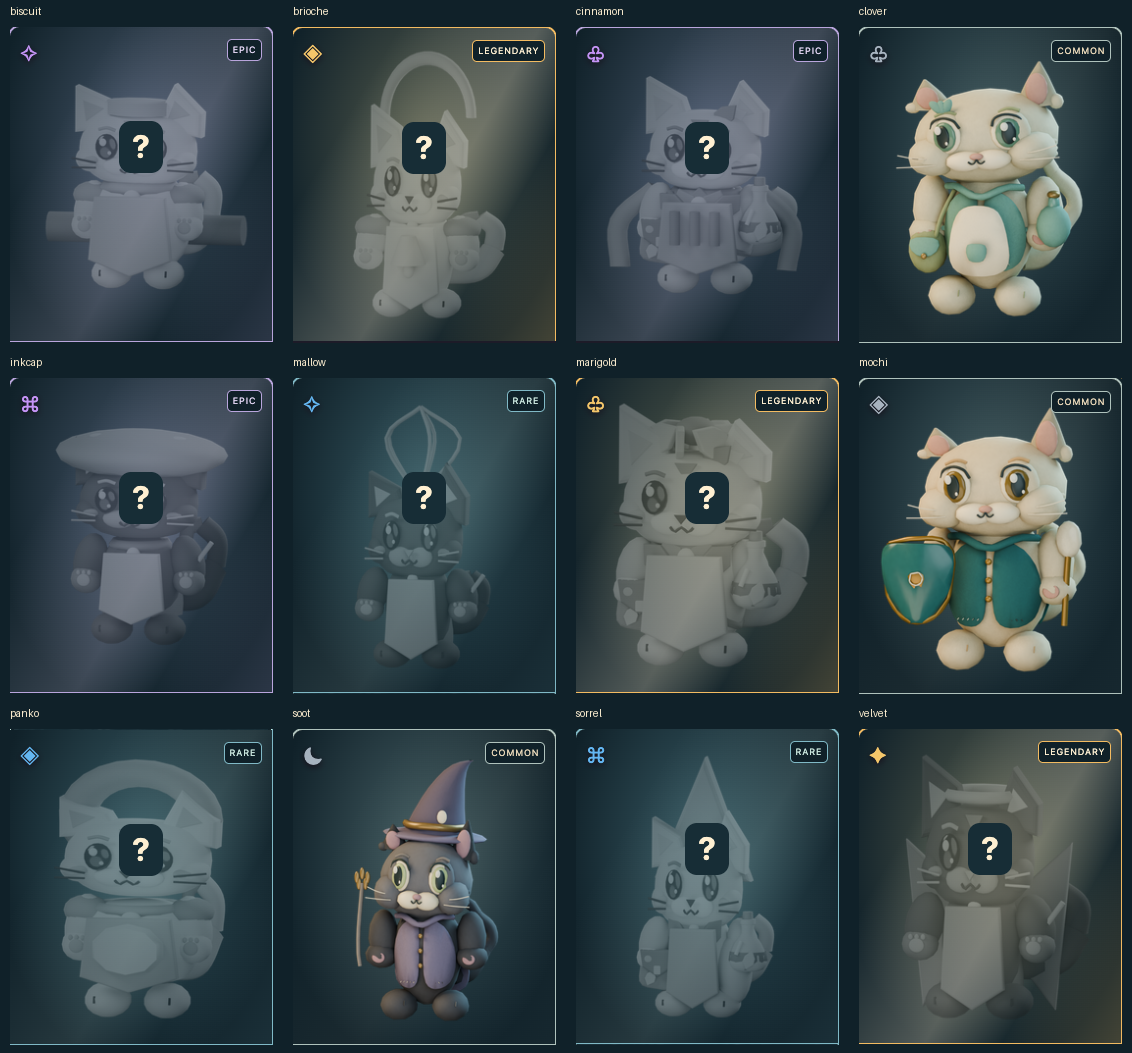 biscuit
brioche
cinnamon
clover
EPIC
LEGENDARY
EPIC
COMMON
?
?
?
inkcap
mallow
marigold
mochi
EPIC
RARE
LEGENDARY
COMMON
?
?
?
panko
soot
sorrel
velvet
RARE
COMMON
RARE
LEGENDARY
?
?
?